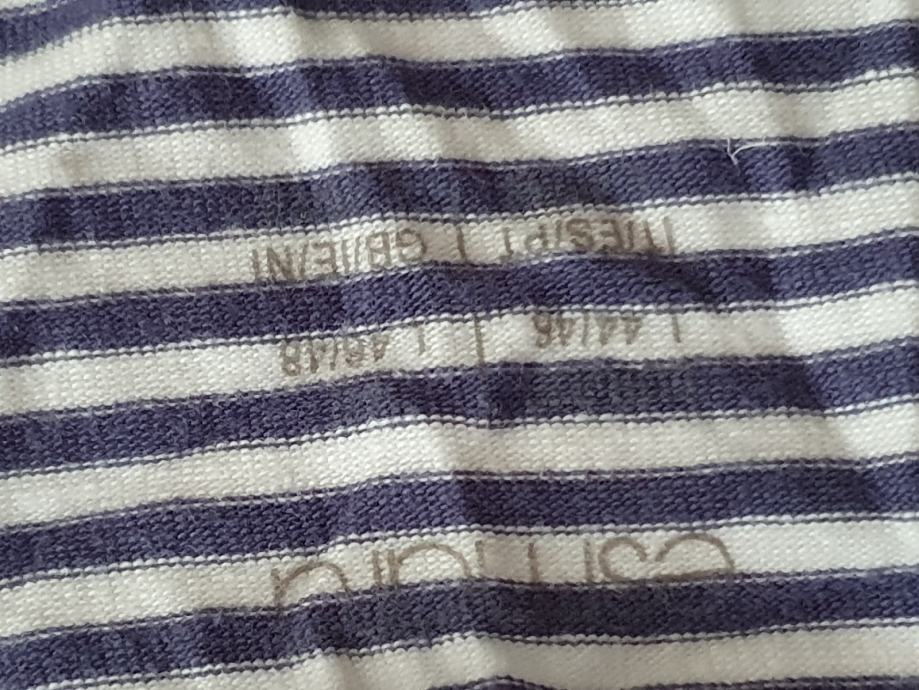 esmara
L 44/46 | L 46/48
IT/ES/PT | GB/IE/NI